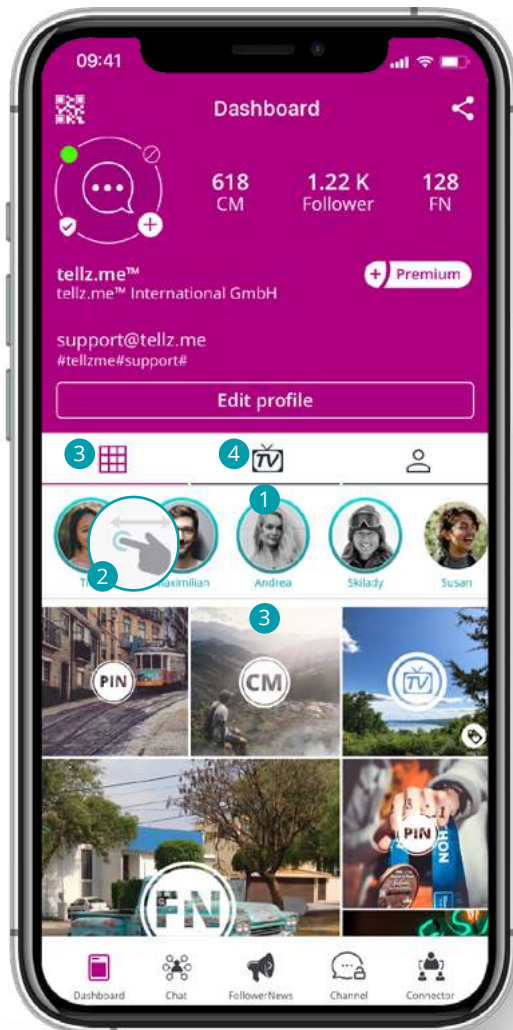 09:41
Dashboard
618
CM
1.22 K
Follower
128
FN
tellz.me™
tellz.me™ International GmbH
+ Premium
support@tellz.me
#tellzme#support#
Edit profile
3
4
TV
1
2
Maximilian
Andrea
Skilady
Susan
3
PIN
CM
TV
PIN
FN
Dashboard
Chat
FollowerNews
Channel
Connector